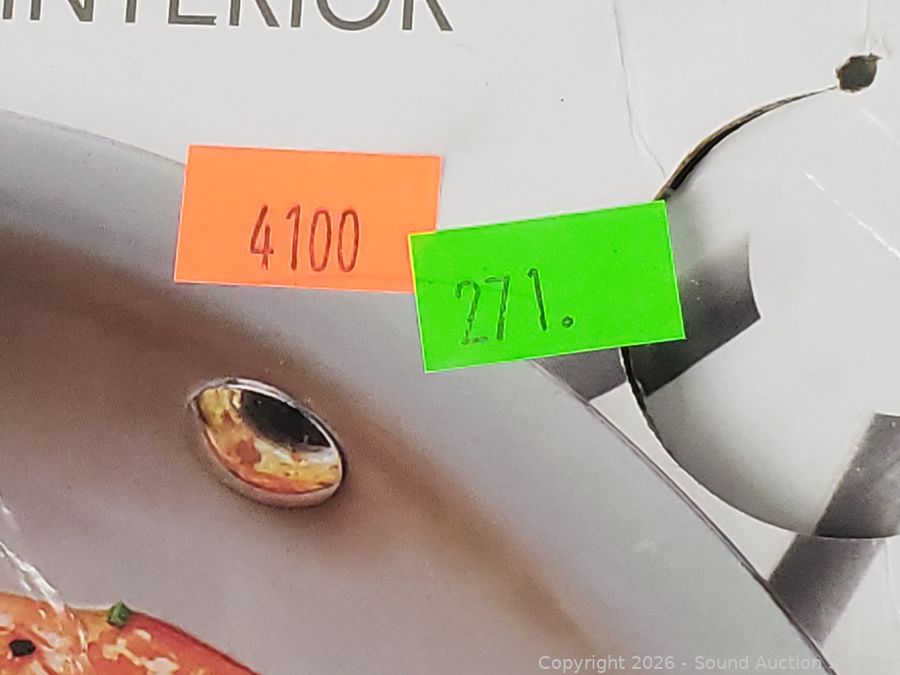 INTERIOR
4100
271.
Copyright 2026 - Sound Auction